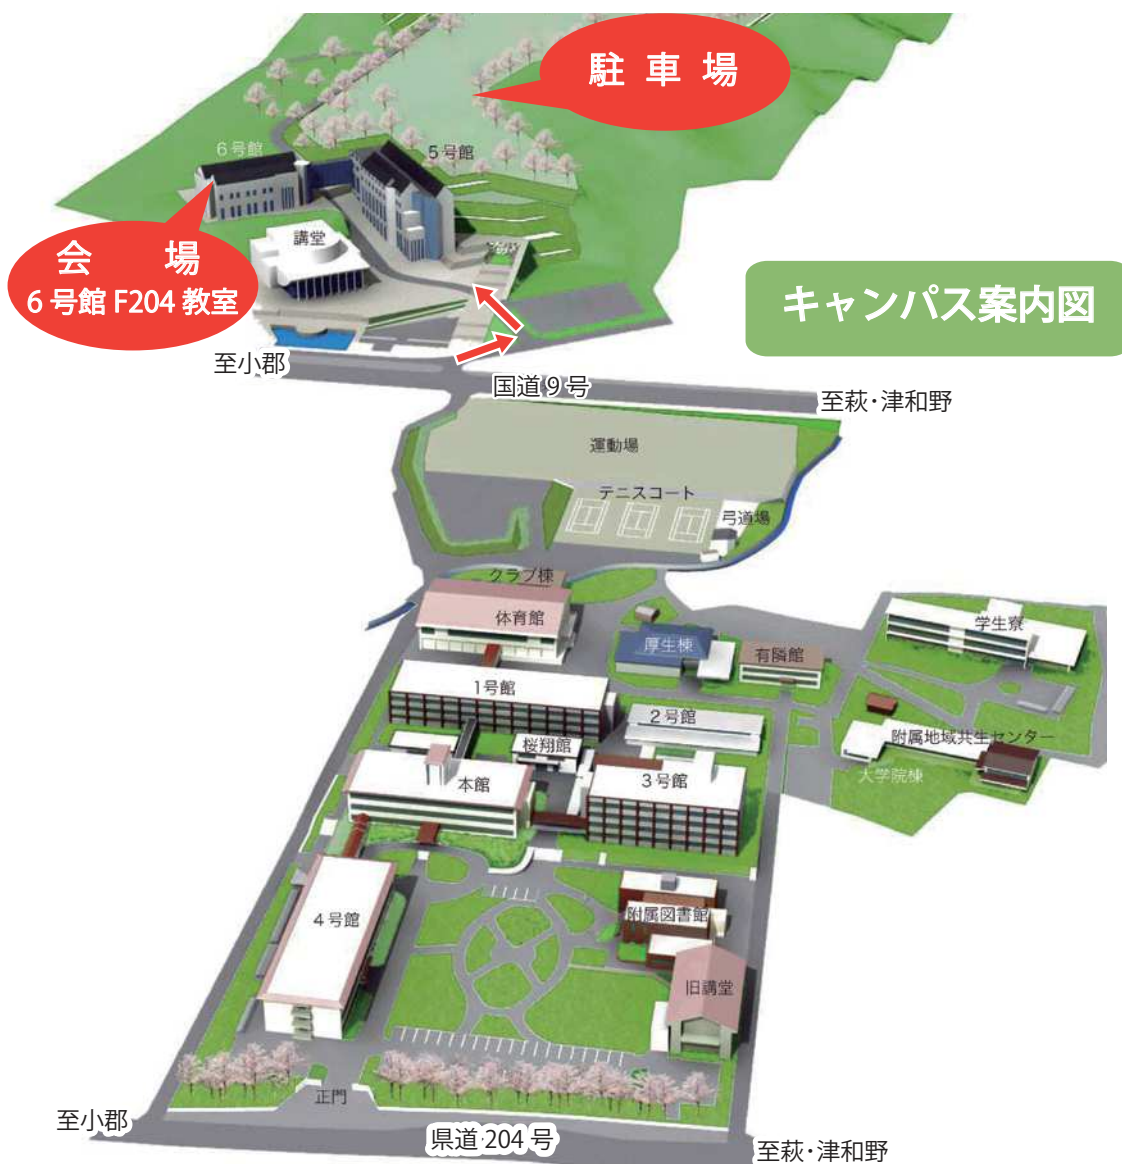 駐車場
6号館
5号館
講堂
会場
6号館 F204 教室
キャンパス案内図
至小郡
国道9号
至萩・津和野
運動場
テニスコート
弓道場
クラブ棟
体育館
厚生棟
有隣館
学生寮
1号館
2号館
桜翔館
附属地域共生センター
大学院棟
本館
3号館
4号館
附属図書館
旧講堂
正門
至小郡
県道204号
至萩・津和野